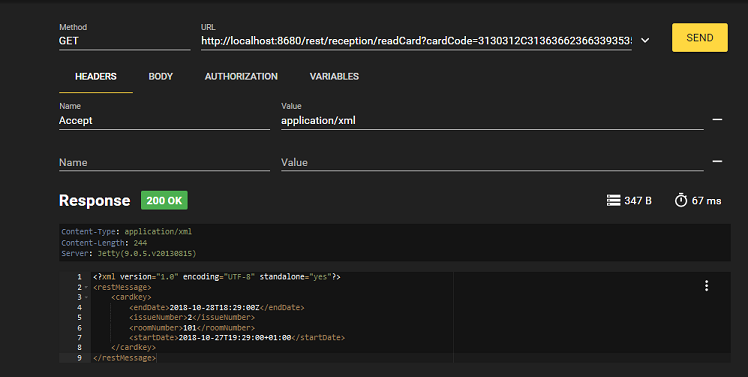 Method URL
GET http://localhost:8680/rest/reception/readCard?cardCode=3130312C3136366236633935 SEND
HEADERS BODY AUTHORIZATION VARIABLES
Name Value
Accept application/xml
Name Value
Response 200 OK 347 B 67 ms
Content-Type: application/xml
Content-Length: 244
Server: Jetty(9.0.5.v20130815)
1 <?xml version="1.0" encoding="UTF-8" standalone="yes"?>
2 <restMessage>
3 <cardkey>
4 <endDate>2018-10-28T18:29:00Z</endDate>
5 <issueNumber>2</issueNumber>
6 <roomNumber>101</roomNumber>
7 <startDate>2018-10-27T19:29:00+01:00</startDate>
8 </cardkey>
9 </restMessage>